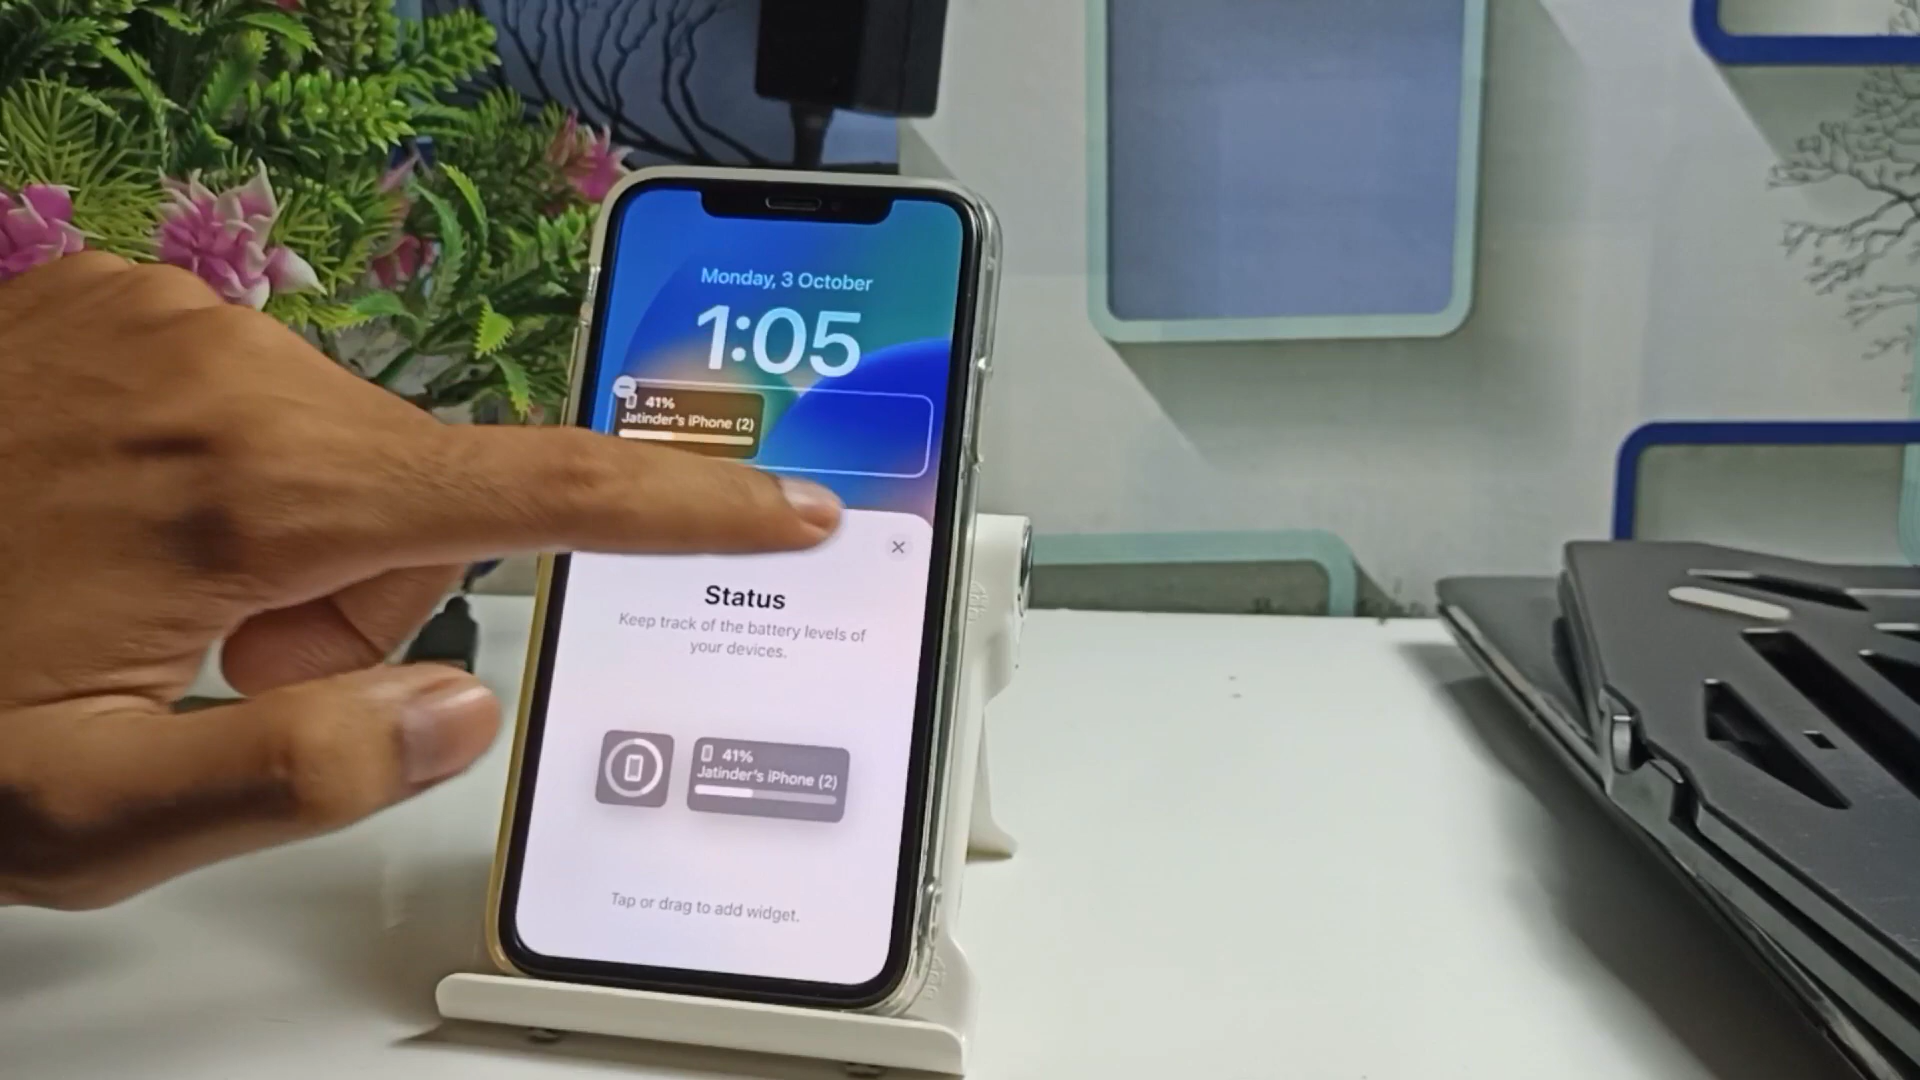 Monday, 3 October
1:05
41%
Jatinder's iPhone (2)
Status
Keep track of the battery levels of
your devices.
41%
Jatinder's iPhone (2)
Tap or drag to add widget.